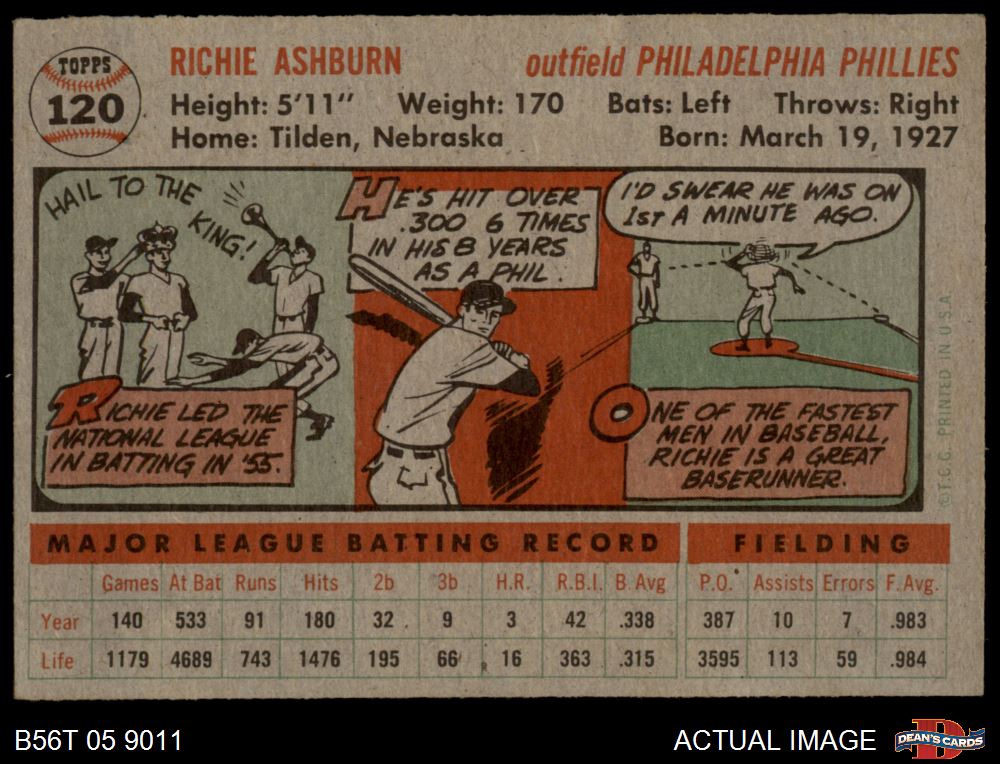 TOPPS
120
RICHIE ASHBURN
outfield PHILADELPHIA PHILLIES
Height: 5'11" Weight: 170 Bats: Left Throws: Right
Home: Tilden, Nebraska Born: March 19, 1927
HAIL TO THE
KING!
RICHIE LED THE
NATIONAL LEAGUE
IN BATTING IN '55.
HE'S HIT OVER
.300 6 TIMES
IN HIS 8 YEARS
AS A PHIL.
I'D SWEAR HE WAS ON
1ST A MINUTE AGO.
ONE OF THE FASTEST
MEN IN BASEBALL,
RICHIE IS A GREAT
BASERUNNER.
© T.C.G. PRINTED IN U.S.A.
MAJOR LEAGUE BATTING RECORD FIELDING
Games At Bat Runs Hits 2b 3b H.R. R.B.I. B. Avg P.O. Assists Errors F. Avg.
Year 140 533 91 180 32 9 3 42 .338 387 10 7 .983
Life 1179 4689 743 1476 195 66 16 363 .315 3595 113 59 .984
B56T 05 9011
ACTUAL IMAGE
DEAN'S CARDS